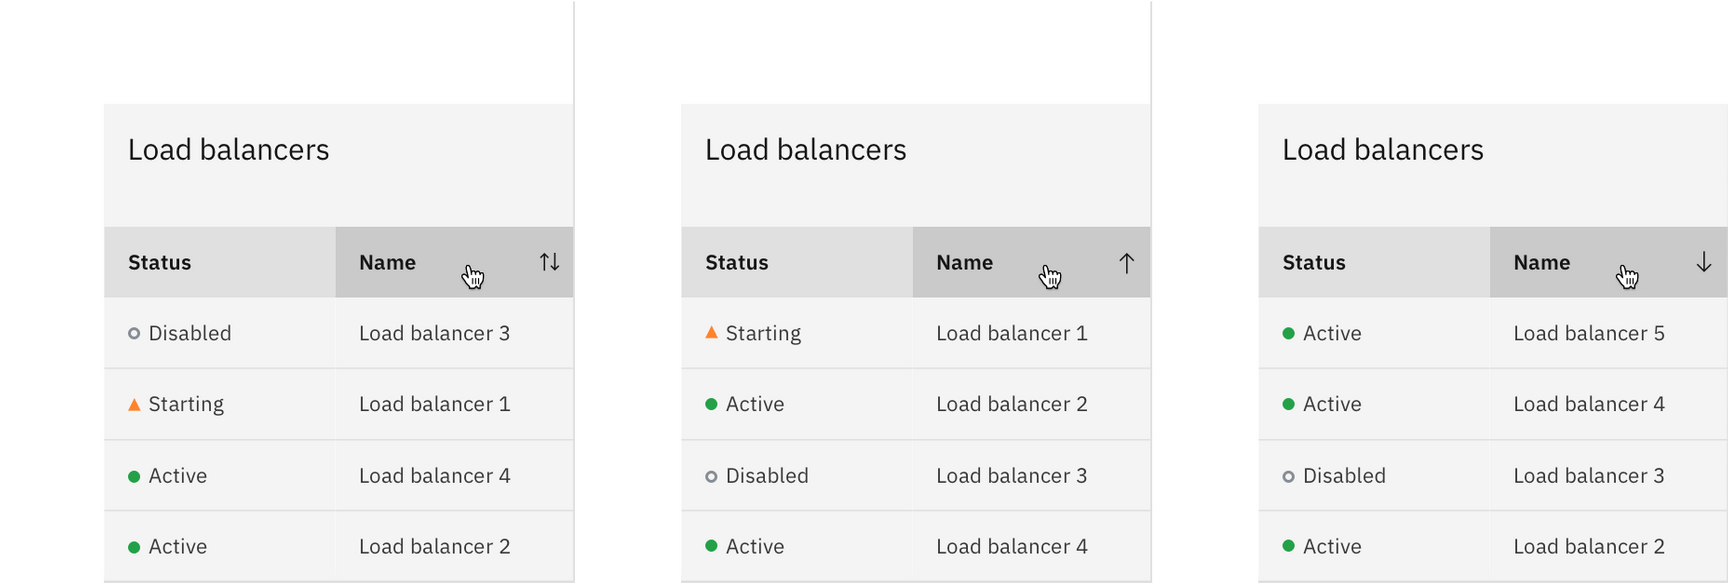 Load balancers
Status Name
Disabled Load balancer 3
Starting Load balancer 1
Active Load balancer 4
Active Load balancer 2
Load balancers
Status Name
Starting Load balancer 1
Active Load balancer 2
Disabled Load balancer 3
Active Load balancer 4
Load balancers
Status Name
Active Load balancer 5
Active Load balancer 4
Disabled Load balancer 3
Active Load balancer 2